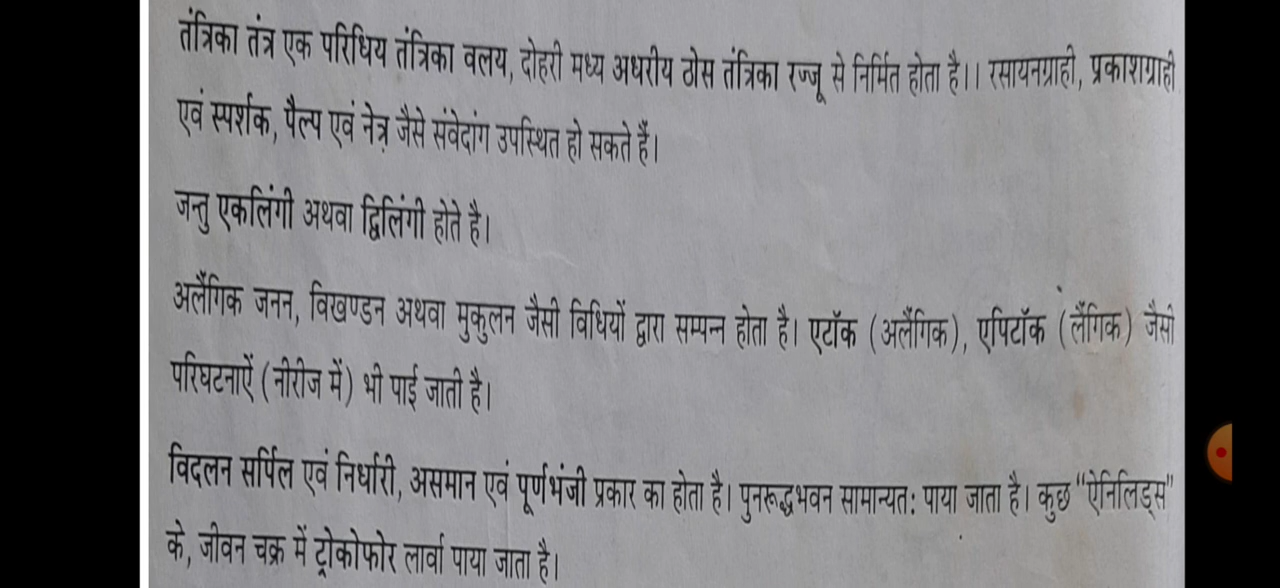 तंत्रिका तंत्र एक परिधिय तंत्रिका वलय, दोहरी मध्य अधरीय ठोस तंत्रिका रज्जू से निर्मित होता है।। रसायनग्राही, प्रकाशग्राही
एवं स्पर्शक, पैल्प एवं नेत्र जैसे संवेदांग उपस्थित हो सकते हैं।
जन्तु एकलिंगी अथवा द्विलिंगी होते है।
अलैंगिक जनन, विखण्डन अथवा मुकुलन जैसी विधियों द्वारा सम्पन्न होता है। एटॉक (अलैंगिक), एपिटॉक (लैंगिक) जैसी
परिघटनाऐं (नीरीज में) भी पाई जाती है।
विदलन सर्पिल एवं निर्धारी, असमान एवं पूर्णभंजी प्रकार का होता है। पुनरूद्धभवन सामान्यत: पाया जाता है। कुछ "ऐनिलिड्स"
के, जीवन चक्र में ट्रोकोफोर लार्वा पाया जाता है।